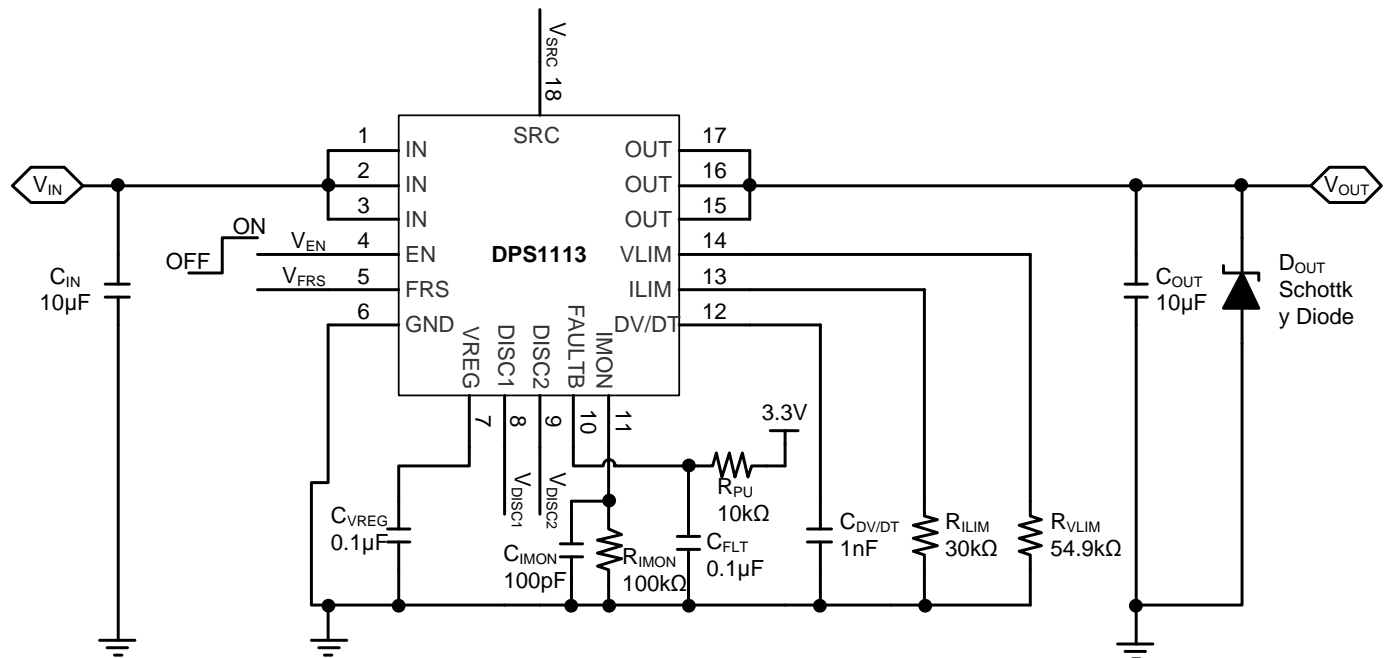 VSRC
18
SRC
1
IN
2
IN
3
IN
4
EN
5
FRS
6
GND
DPS1113
17
OUT
16
OUT
15
OUT
14
VLIM
13
ILIM
12
DV/DT
VREG
DISC1
DISC2
FAULTB
IMON
7
8
9
10
11
VIN
VOUT
ON
OFF
VEN
VFRS
CIN
10µF
COUT
10µF
DOUT
Schottk
y Diode
3.3V
VDISC1
VDISC2
RPU
10kΩ
CVREG
0.1µF
CIMON
100pF
RIMON
100kΩ
CFLT
0.1µF
CDV/DT
1nF
RILIM
30kΩ
RVLIM
54.9kΩ